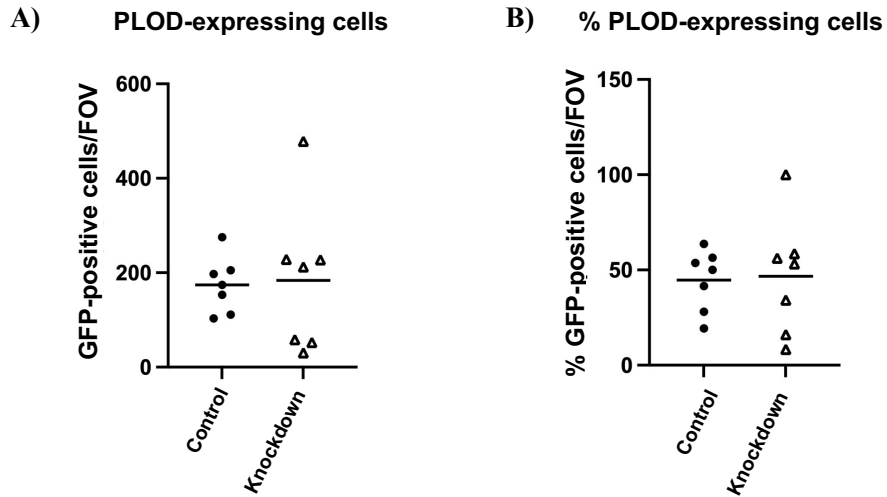 A) PLOD-expressing cells
GFP-positive cells/FOV
600
400
200
0
Control
Knockdown
B) % PLOD-expressing cells
% GFP-positive cells/FOV
150
100
50
0
Control
Knockdown